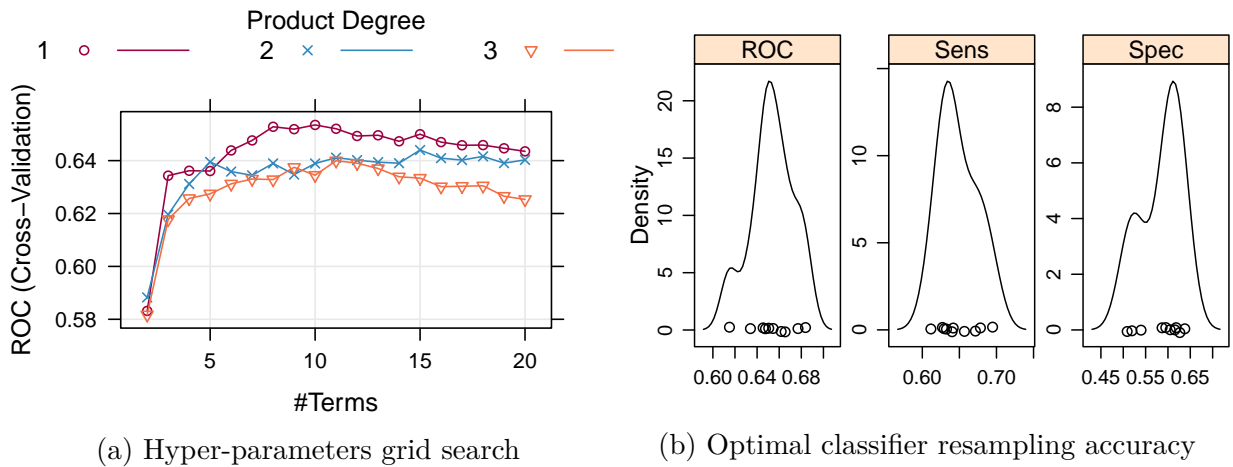 Product Degree
1 2 3
ROC (Cross−Validation)
0.64
0.62
0.60
0.58
5 10 15 20
#Terms
(a) Hyper-parameters grid search
ROC Sens Spec
Density
20
15
10
5
0
10
5
0
8
6
4
2
0
0.60 0.64 0.68
0.60 0.70
0.45 0.55 0.65
(b) Optimal classifier resampling accuracy